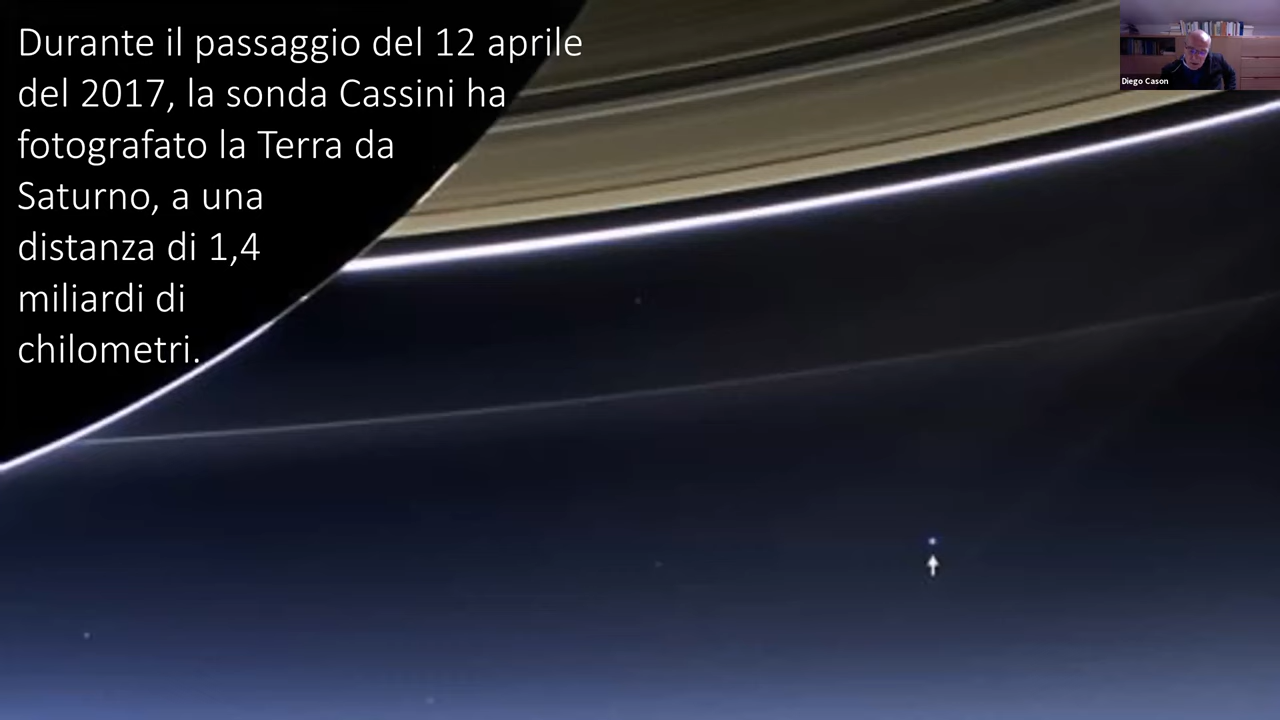 Durante il passaggio del 12 aprile
del 2017, la sonda Cassini ha
fotografato la Terra da
Saturno, a una
distanza di 1,4
miliardi di
chilometri.
Diego Cason